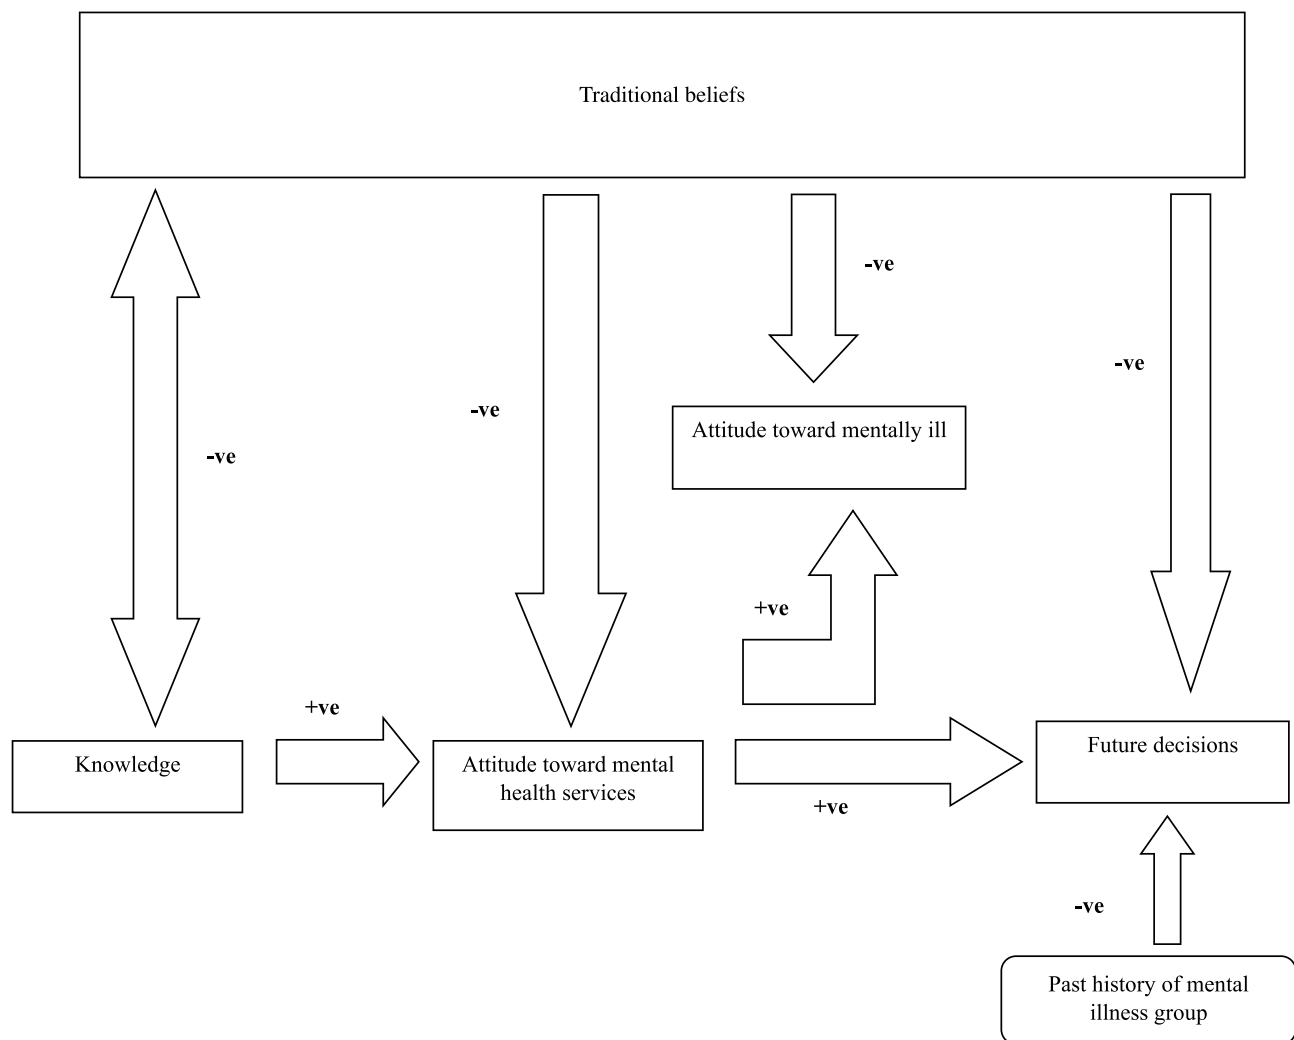 Traditional beliefs
-ve
-ve
-ve
-ve
Attitude toward mentally ill
+ve
+ve
Knowledge
Attitude toward mental
health services
Future decisions
+ve
-ve
Past history of mental
illness group